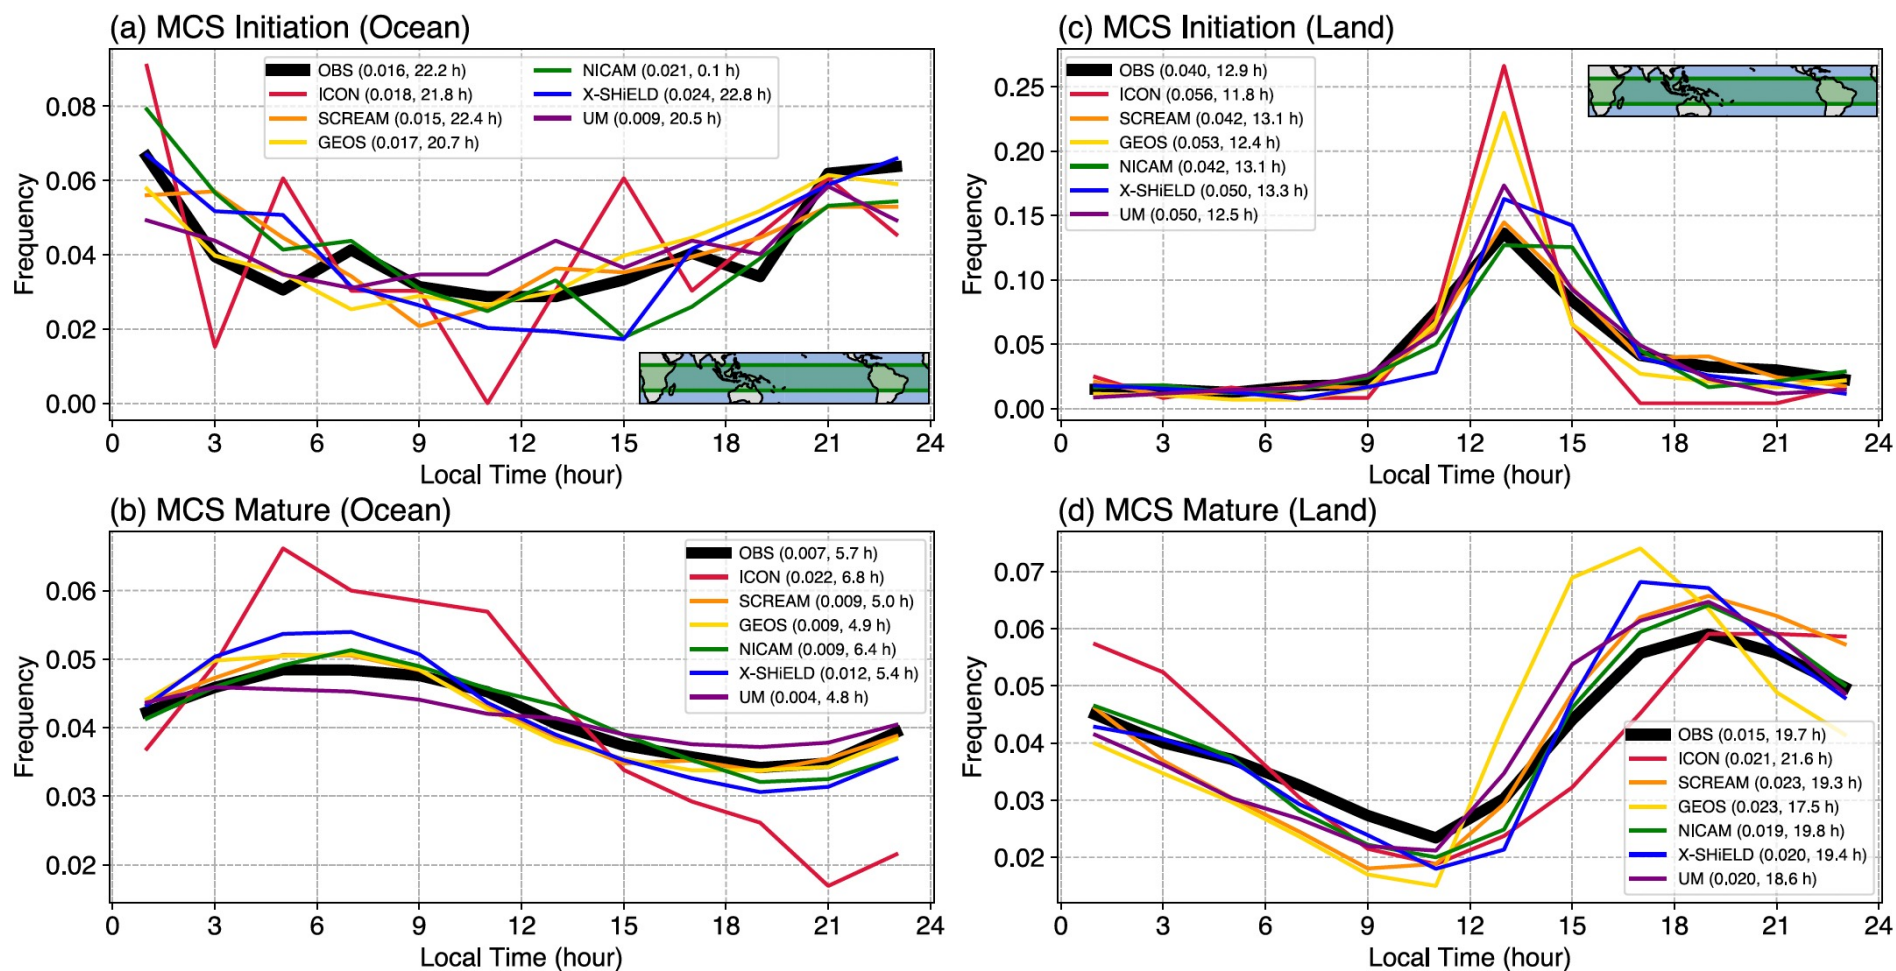 (a) MCS Initiation (Ocean)
OBS (0.016, 22.2 h)
ICON (0.018, 21.8 h)
SCREAM (0.015, 22.4 h)
GEOS (0.017, 20.7 h)
NICAM (0.021, 0.1 h)
X-SHiELD (0.024, 22.8 h)
UM (0.009, 20.5 h)
Frequency
0.08
0.06
0.04
0.02
0.00
0 3 6 9 12 15 18 21 24
Local Time (hour)
(b) MCS Mature (Ocean)
OBS (0.007, 5.7 h)
ICON (0.022, 6.8 h)
SCREAM (0.009, 5.0 h)
GEOS (0.009, 4.9 h)
NICAM (0.009, 6.4 h)
X-SHiELD (0.012, 5.4 h)
UM (0.004, 4.8 h)
Frequency
0.06
0.05
0.04
0.03
0.02
0 3 6 9 12 15 18 21 24
Local Time (hour)
(c) MCS Initiation (Land)
OBS (0.040, 12.9 h)
ICON (0.056, 11.8 h)
SCREAM (0.042, 13.1 h)
GEOS (0.053, 12.4 h)
NICAM (0.042, 13.1 h)
X-SHiELD (0.050, 13.3 h)
UM (0.050, 12.5 h)
Frequency
0.25
0.20
0.15
0.10
0.05
0.00
0 3 6 9 12 15 18 21 24
Local Time (hour)
(d) MCS Mature (Land)
OBS (0.015, 19.7 h)
ICON (0.021, 21.6 h)
SCREAM (0.023, 19.3 h)
GEOS (0.023, 17.5 h)
NICAM (0.019, 19.8 h)
X-SHiELD (0.020, 19.4 h)
UM (0.020, 18.6 h)
Frequency
0.07
0.06
0.05
0.04
0.03
0.02
0 3 6 9 12 15 18 21 24
Local Time (hour)